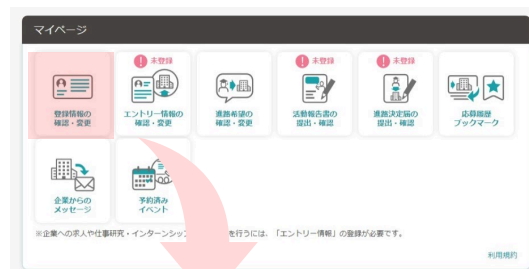 マイページ
未登録
未登録
未登録
登録情報の
確認・変更
エントリー情報の
確認・変更
進路希望の
確認・変更
活動報告書の
提出・確認
進路決定届の
提出・確認
応募履歴
ブックマーク
企業からの
メッセージ
予約済み
イベント
※企業への求人や仕事研究・インターンシップ を行うには、「エントリー情報」の登録が必要です。
利用規約